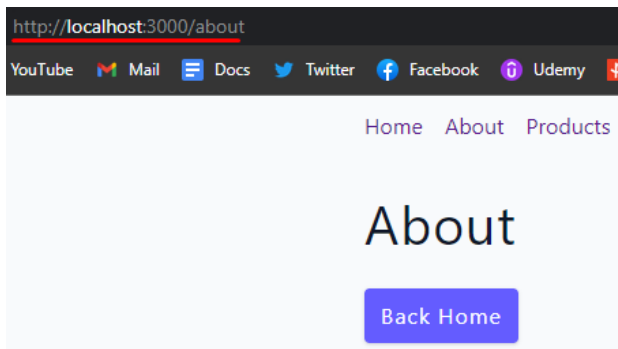 http://localhost:3000/about
YouTube Mail Docs Twitter Facebook Udemy
Home About Products
About
Back Home